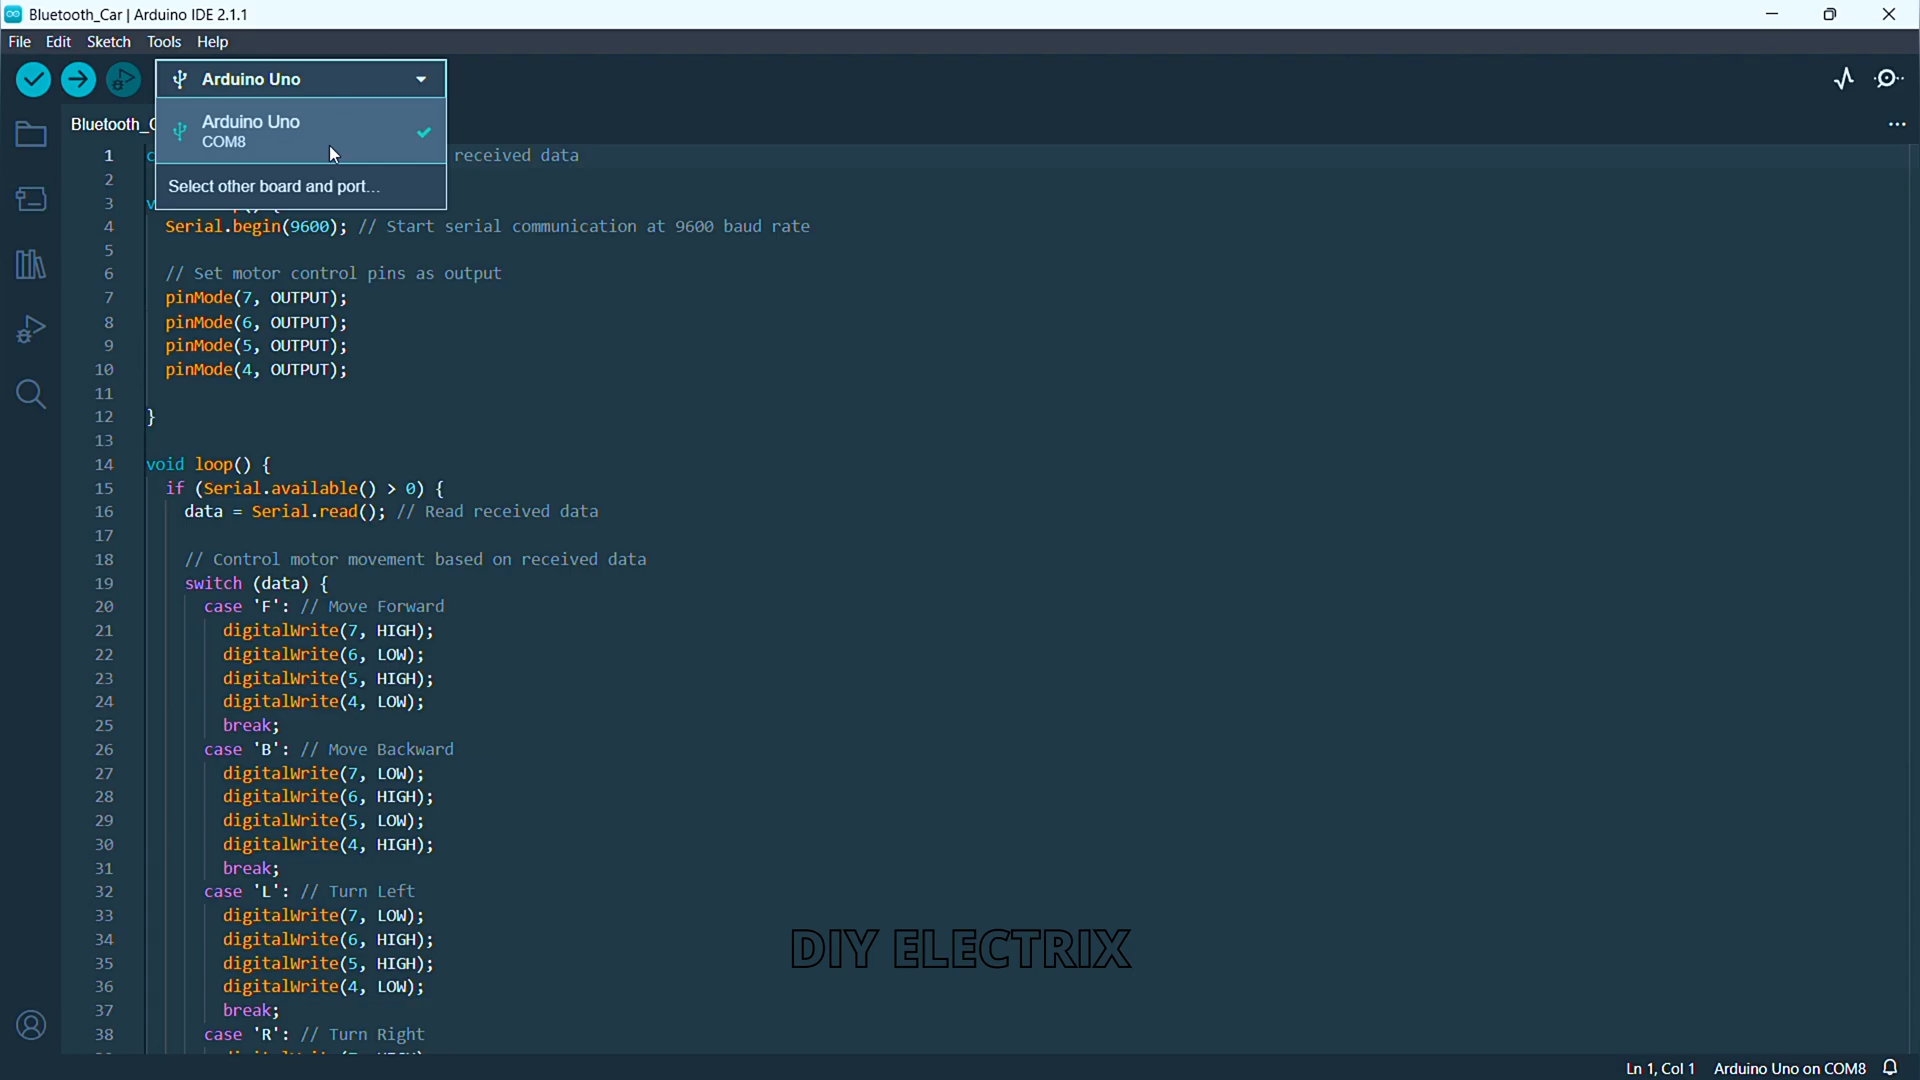 Bluetooth_Car | Arduino IDE 2.1.1
File Edit Sketch Tools Help
Arduino Uno
Arduino Uno
COM8
Select other board and port...
Bluetooth_
1 received data
2
3
4 Serial.begin(9600); // Start serial communication at 9600 baud rate
5
6 // Set motor control pins as output
7 pinMode(7, OUTPUT);
8 pinMode(6, OUTPUT);
9 pinMode(5, OUTPUT);
10 pinMode(4, OUTPUT);
11
12 }
13
14 void loop() {
15 if (Serial.available() > 0) {
16 data = Serial.read(); // Read received data
17
18 // Control motor movement based on received data
19 switch (data) {
20 case 'F': // Move Forward
21 digitalWrite(7, HIGH);
22 digitalWrite(6, LOW);
23 digitalWrite(5, HIGH);
24 digitalWrite(4, LOW);
25 break;
26 case 'B': // Move Backward
27 digitalWrite(7, LOW);
28 digitalWrite(6, HIGH);
29 digitalWrite(5, LOW);
30 digitalWrite(4, HIGH);
31 break;
32 case 'L': // Turn Left
33 digitalWrite(7, LOW);
34 digitalWrite(6, HIGH);
35 digitalWrite(5, HIGH);
36 digitalWrite(4, LOW);
37 break;
38 case 'R': // Turn Right
DIY ELECTRIX
Ln 1, Col 1 Arduino Uno on COM8